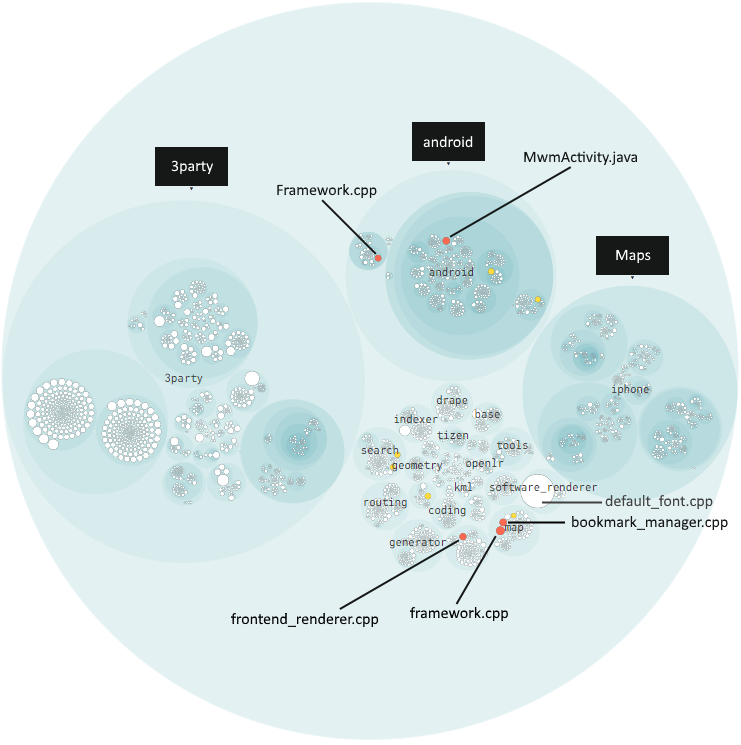 android
3party
MwmActivity.java
Framework.cpp
Maps
android
3party
iphone
drape
indexer
base
tizen
search
tools
geometry
openlr
kml
software_renderer
routing
default_font.cpp
coding
bookmark_manager.cpp
map
generator
framework.cpp
frontend_renderer.cpp